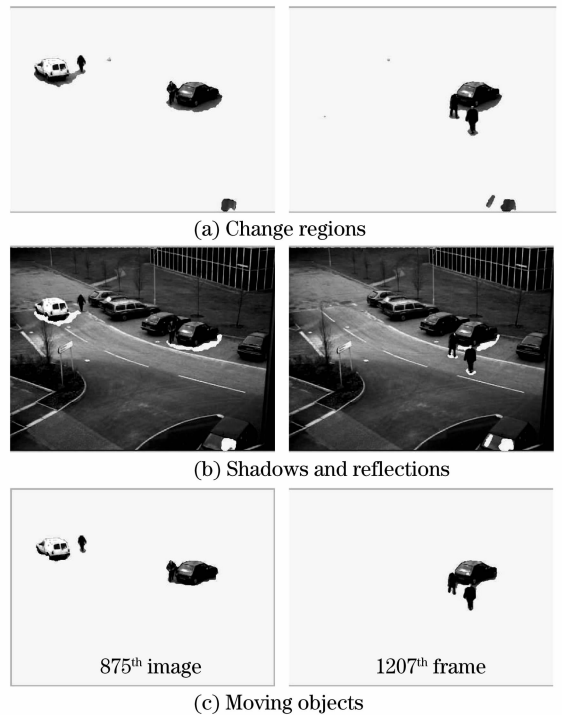 (a) Change regions
(b) Shadows and reflections
875th image
1207th frame
(c) Moving objects